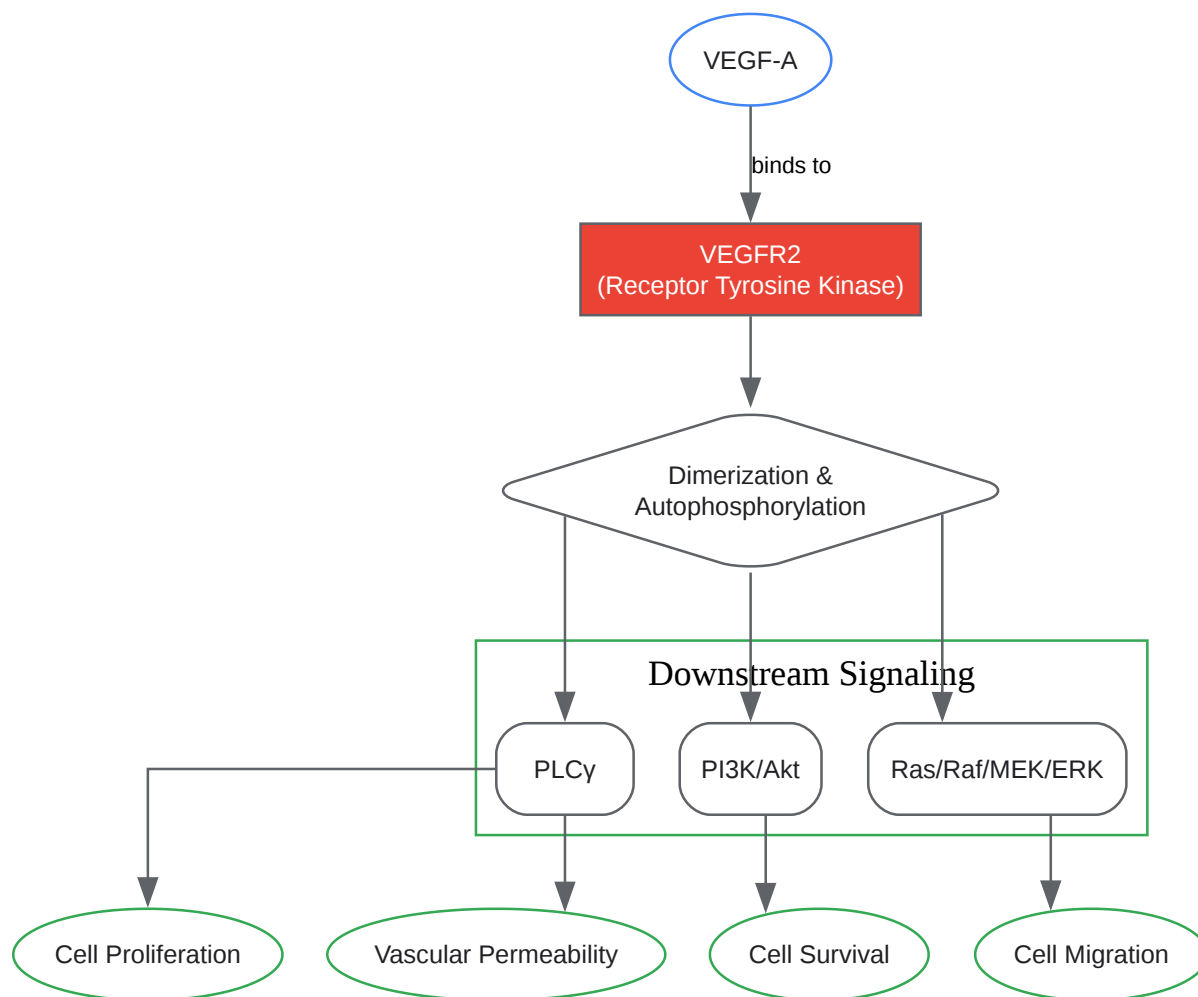 VEGF-A
binds to
VEGFR2
(Receptor Tyrosine Kinase)
Dimerization &
Autophosphorylation
Downstream Signaling
PLCγ
PI3K/Akt
Ras/Raf/MEK/ERK
Cell Proliferation
Vascular Permeability
Cell Survival
Cell Migration